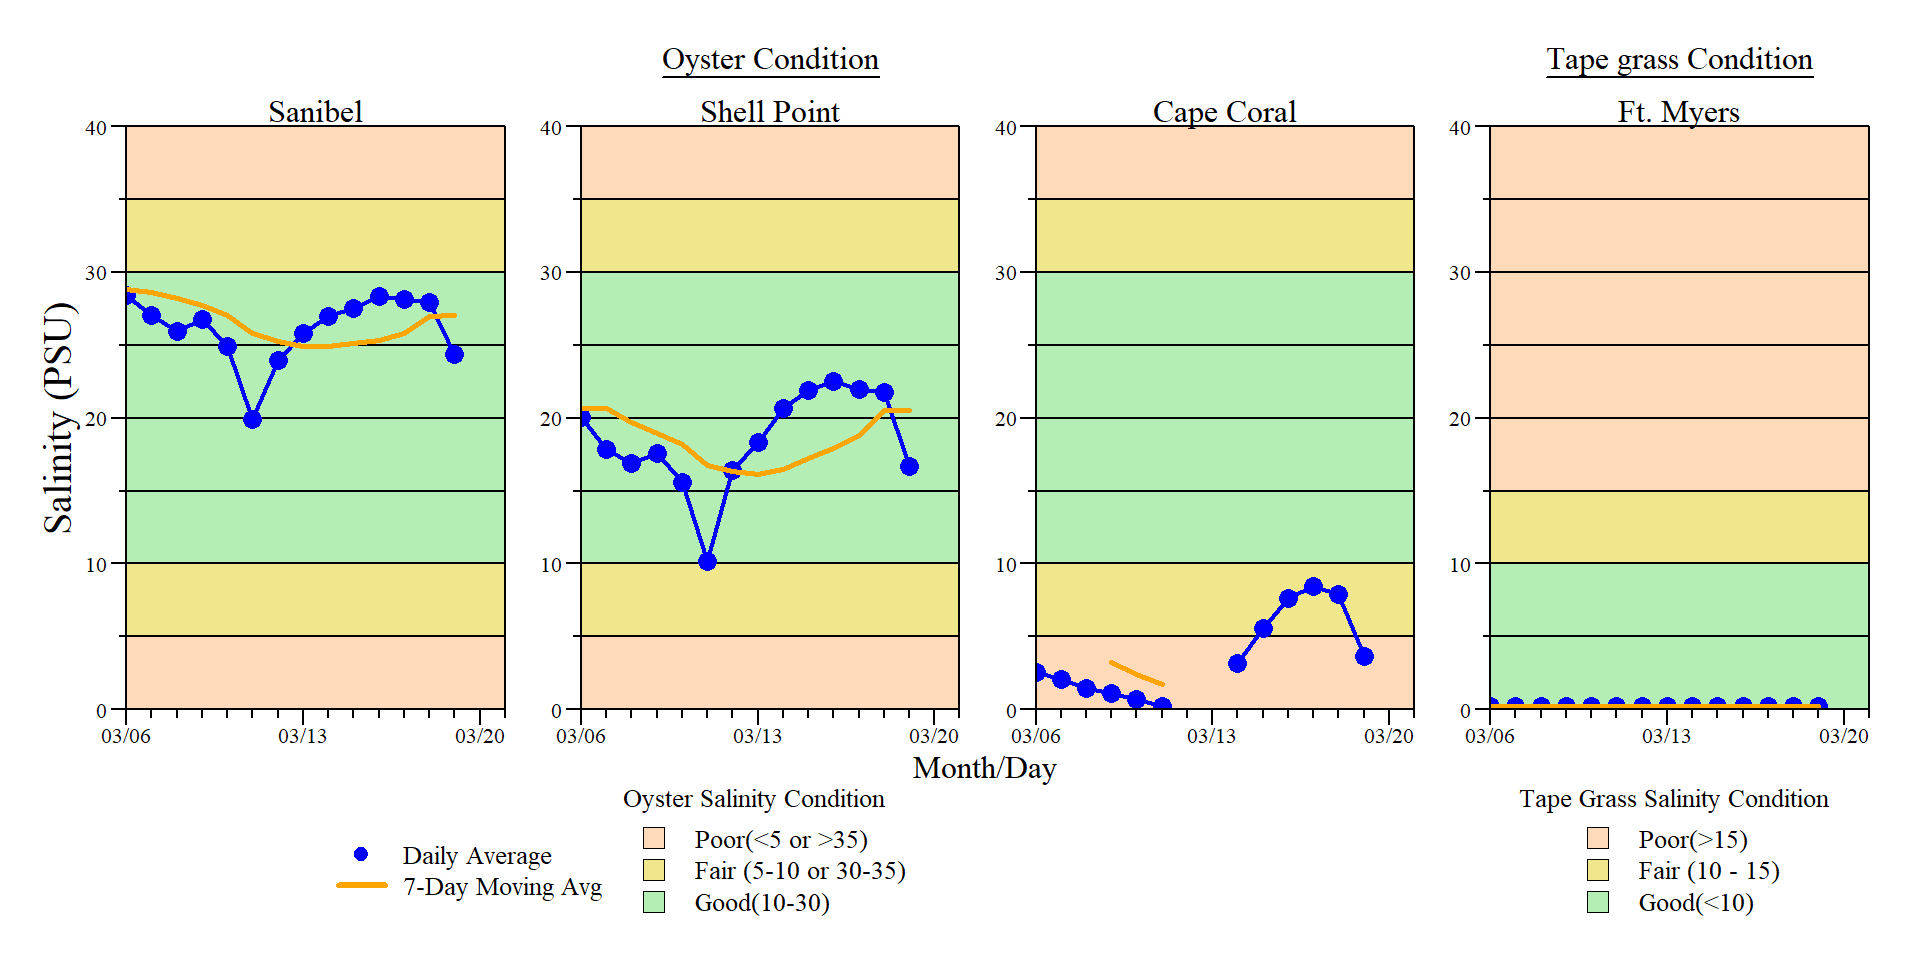 Oyster Condition
Tape grass Condition
Sanibel
Shell Point
Cape Coral
Ft. Myers
Salinity (PSU)
40
30
20
10
0
03/06
03/13
03/20
40
30
20
10
0
03/06
03/13
03/20
40
30
20
10
0
03/06
03/13
03/20
40
30
20
10
0
03/06
03/13
03/20
Month/Day
Daily Average
7-Day Moving Avg
Oyster Salinity Condition
Poor(<5 or >35)
Fair (5-10 or 30-35)
Good(10-30)
Tape Grass Salinity Condition
Poor(>15)
Fair (10 - 15)
Good(<10)